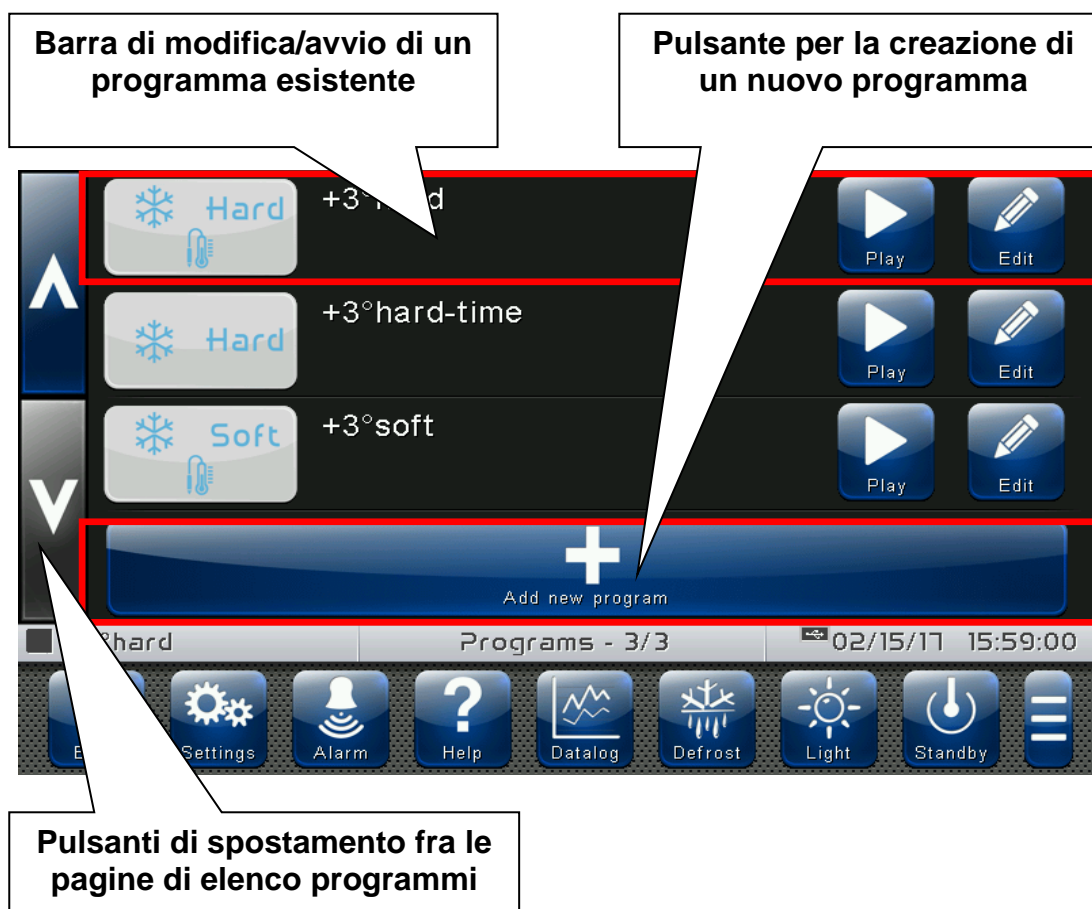 Barra di modifica/avvio di un
programma esistente
Pulsante per la creazione di
un nuovo programma
Hard
Play
Edit
Hard
+3°hard-time
Play
Edit
Soft
+3°soft
Play
Edit
Add new program
Programs - 3/3
02/15/17 15:59:00
Settings
Alarm
Help
Datalog
Defrost
Light
Standby
Pulsanti di spostamento fra le
pagine di elenco programmi